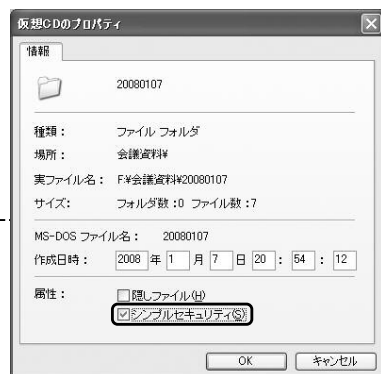 仮想CDのプロパティ
情報
20080107
種類： ファイル フォルダ
場所： 会議資料¥
実ファイル名： F:¥会議資料¥20080107
サイズ： フォルダ数：0 ファイル数：7
MS-DOS ファイル名： 20080107
作成日時： 2008 年 1 月 7 日 20 : 54 : 12
属性： 隠しファイル(H)
シンプルセキュリティ(S)
OK キャンセル